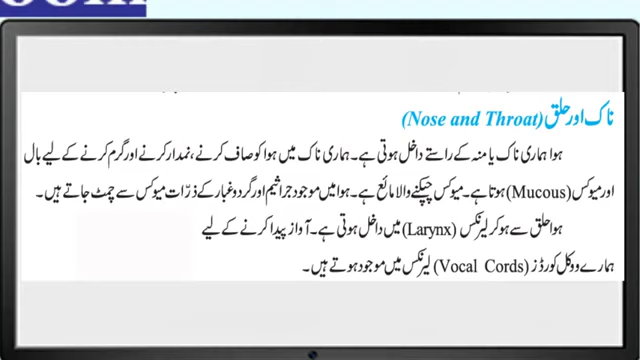 ناک اور حلق (Nose and Throat)
ہوا ہماری ناک یا منہ کے راستے داخل ہوتی ہے۔ ہماری ناک میں ہوا کو صاف کرنے، نمدار کرنے اور گرم کرنے کے لیے بال
اور میوکس (Mucous) ہوتا ہے۔ میوکس چپکنے والا مائع ہے۔ ہوا میں موجود جراثیم اور گرد و غبار کے ذرّات میوکس سے چمٹ جاتے ہیں۔
ہوا حلق سے ہو کر لیرنکس (Larynx) میں داخل ہوتی ہے۔ آواز پیدا کرنے کے لیے
ہمارے ووکل کورڈز (Vocal Cords) لیرنکس میں موجود ہوتے ہیں۔